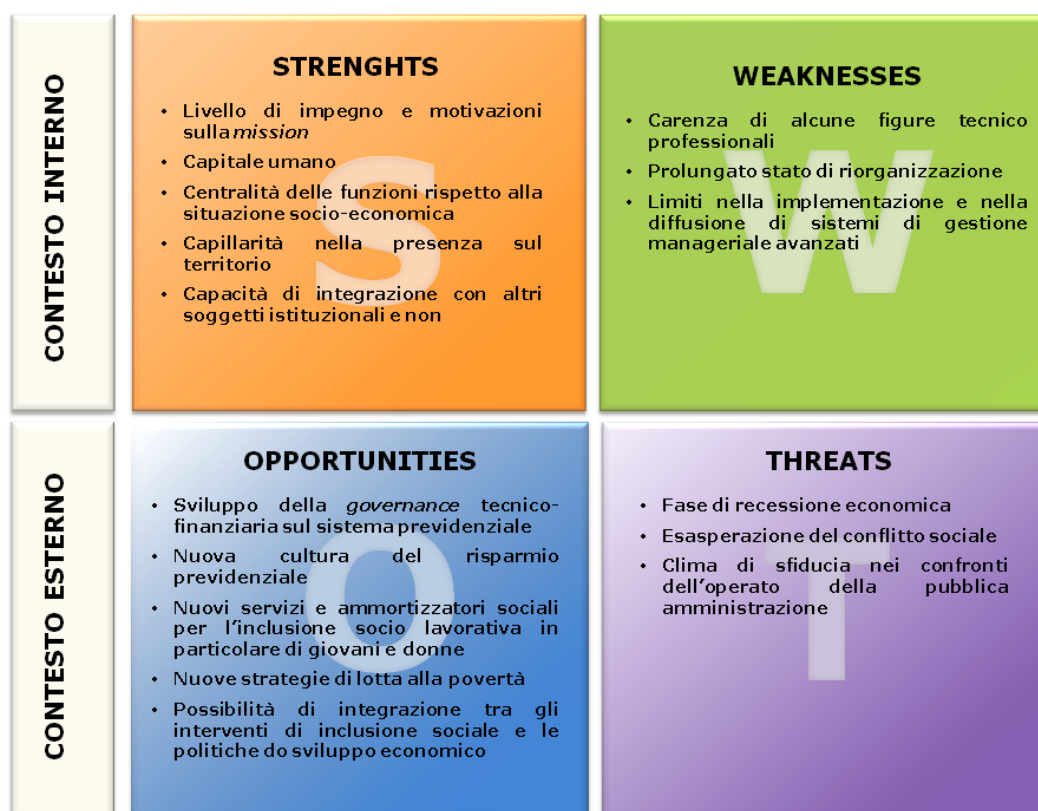 CONTESTO INTERNO
STRENGHTS
• Livello di impegno e motivazioni
sulla mission
• Capitale umano
• Centralità delle funzioni rispetto alla
situazione socio-economica
• Capillarità nella presenza sul
territorio
• Capacità di integrazione con altri
soggetti istituzionali e non
S
WEAKNESSES
• Carenza di alcune figure tecnico
professionali
• Prolungato stato di riorganizzazione
• Limiti nella implementazione e nella
diffusione di sistemi di gestione
manageriale avanzati
W
CONTESTO ESTERNO
OPPORTUNITIES
• Sviluppo della governance tecnico-
finanziaria sul sistema previdenziale
• Nuova cultura del risparmio
previdenziale
• Nuovi servizi e ammortizzatori sociali
per l'inclusione socio lavorativa in
particolare di giovani e donne
• Nuove strategie di lotta alla povertà
• Possibilità di integrazione tra gli
interventi di inclusione sociale e le
politiche do sviluppo economico
O
THREATS
• Fase di recessione economica
• Esasperazione del conflitto sociale
• Clima di sfiducia nei confronti
dell'operato della pubblica
amministrazione
T